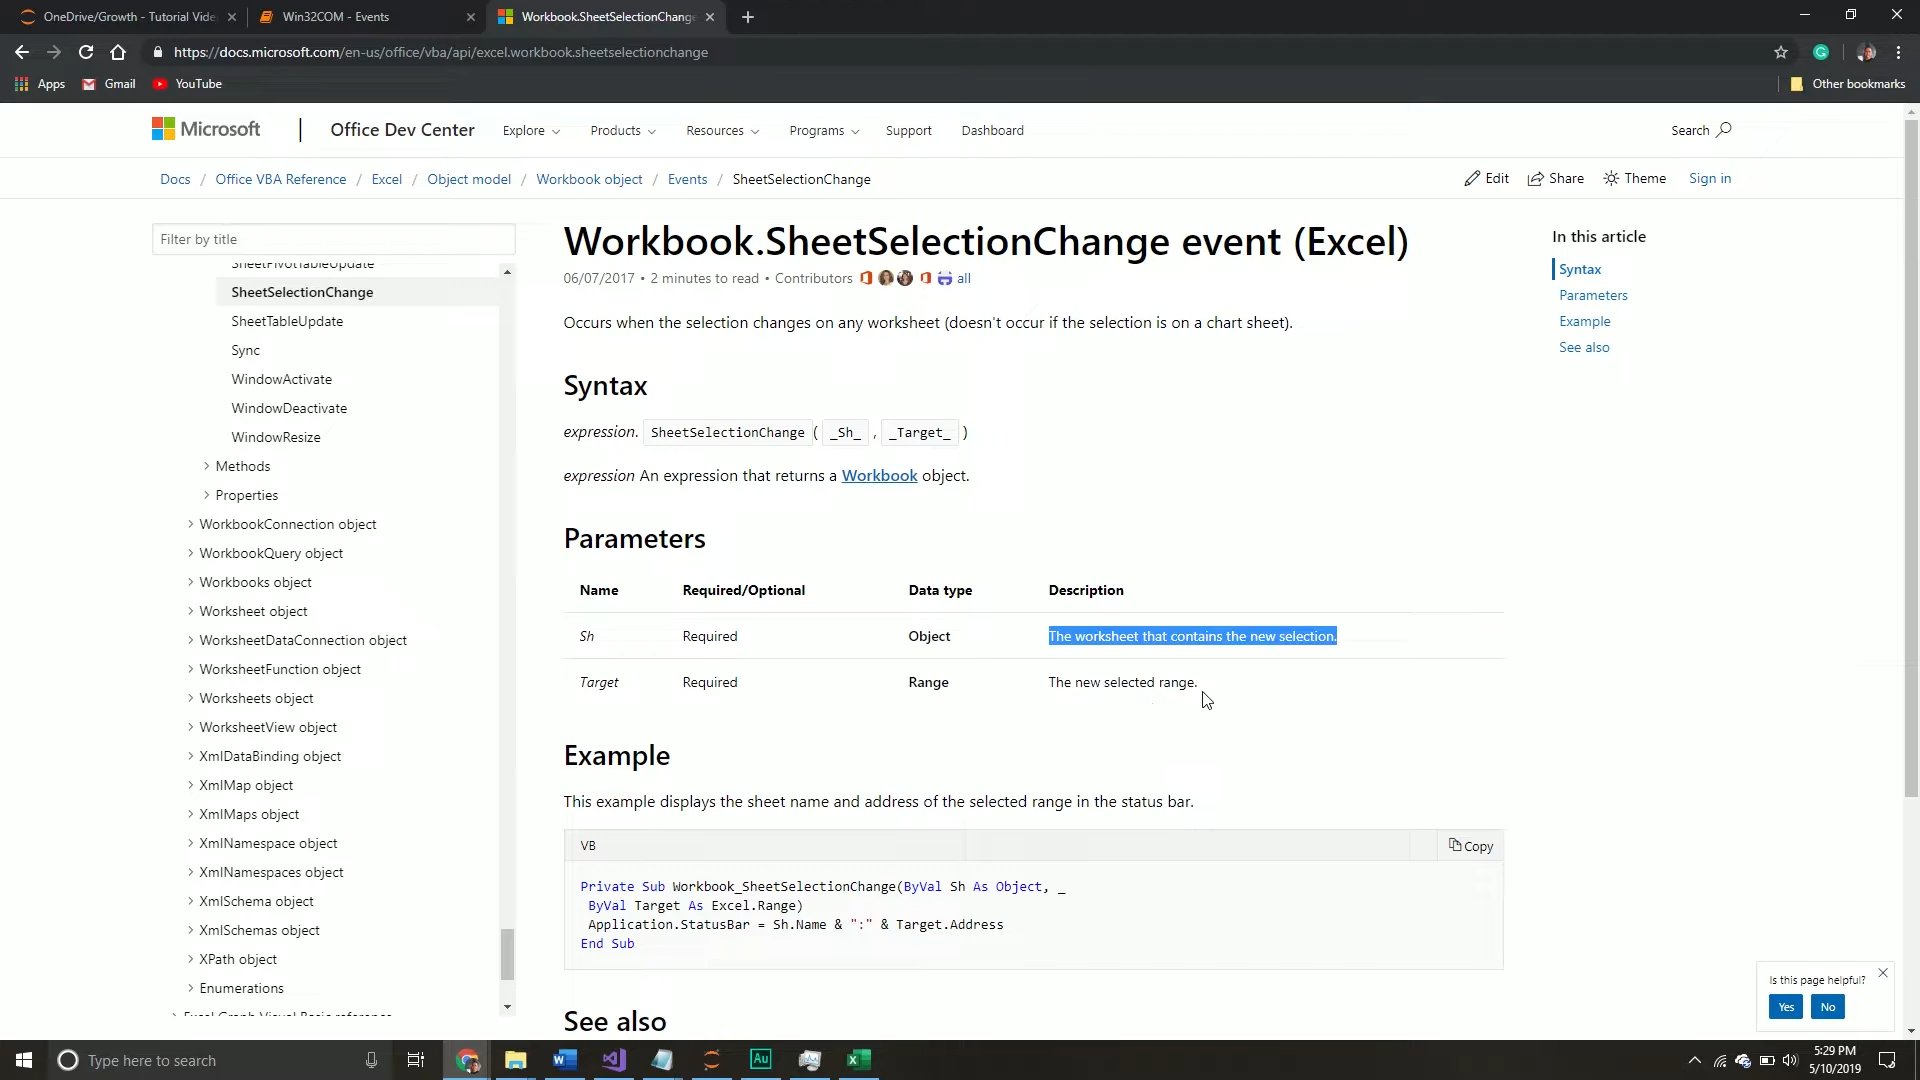 OneDrive/Growth - Tutorial Vide
Win32COM - Events
Workbook.SheetSelectionChange
https://docs.microsoft.com/en-us/office/vba/api/excel.workbook.sheetselectionchange
Apps
Gmail
YouTube
Other bookmarks
Microsoft
Office Dev Center
Explore
Products
Resources
Programs
Support
Dashboard
Search
Docs / Office VBA Reference / Excel / Object model / Workbook object / Events / SheetSelectionChange
Edit
Share
Theme
Sign in
Filter by title
SheetPivotTableUpdate
SheetSelectionChange
SheetTableUpdate
Sync
WindowActivate
WindowDeactivate
WindowResize
Methods
Properties
WorkbookConnection object
WorkbookQuery object
Workbooks object
Worksheet object
WorksheetDataConnection object
WorksheetFunction object
Worksheets object
WorksheetView object
XmlDataBinding object
XmlMap object
XmlMaps object
XmlNamespace object
XmlNamespaces object
XmlSchema object
XmlSchemas object
XPath object
Enumerations
Excel Graph Visual Basic reference
Workbook.SheetSelectionChange event (Excel)
06/07/2017 • 2 minutes to read • Contributors all
Occurs when the selection changes on any worksheet (doesn't occur if the selection is on a chart sheet).
Syntax
expression. SheetSelectionChange ( _Sh_ , _Target_ )
expression An expression that returns a Workbook object.
Parameters
Name Required/Optional Data type Description
Sh Required Object The worksheet that contains the new selection.
Target Required Range The new selected range.
Example
This example displays the sheet name and address of the selected range in the status bar.
VB
Copy
Private Sub Workbook_SheetSelectionChange(ByVal Sh As Object, _
ByVal Target As Excel.Range)
Application.StatusBar = Sh.Name & ":" & Target.Address
End Sub
See also
In this article
Syntax
Parameters
Example
See also
Is this page helpful?
Yes
No
Type here to search
Au
5:29 PM
5/10/2019